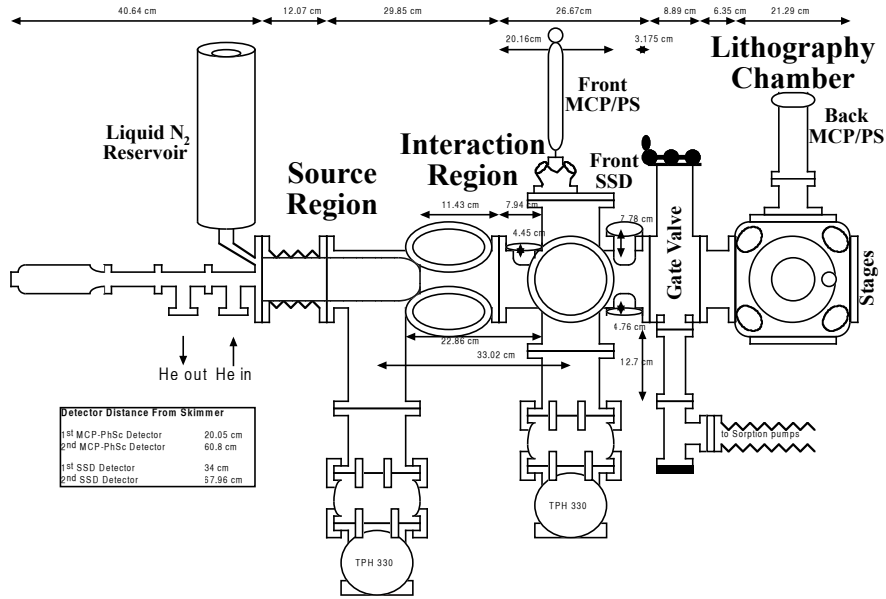 40.64 cm
12.07 cm
29.85 cm
26.67 cm
8.89 cm
6.35 cm
21.29 cm
20.16 cm
3.175 cm
Lithography
Chamber
Front
MCP/PS
Back
MCP/PS
Liquid N2
Reservoir
Interaction
Region
Front
SSD
Source
Region
11.43 cm
7.94 cm
7.78 cm
4.45 cm
Gate Valve
Stages
4.76 cm
22.86 cm
33.02 cm
12.7 cm
He out
He in
Detector Distance From Skimmer
1st MCP-PhSc Detector 20.05 cm
2nd MCP-PhSc Detector 60.8 cm
1st SSD Detector 34 cm
2nd SSD Detector 67.96 cm
to Sorption pumps
TPH 330
TPH 330